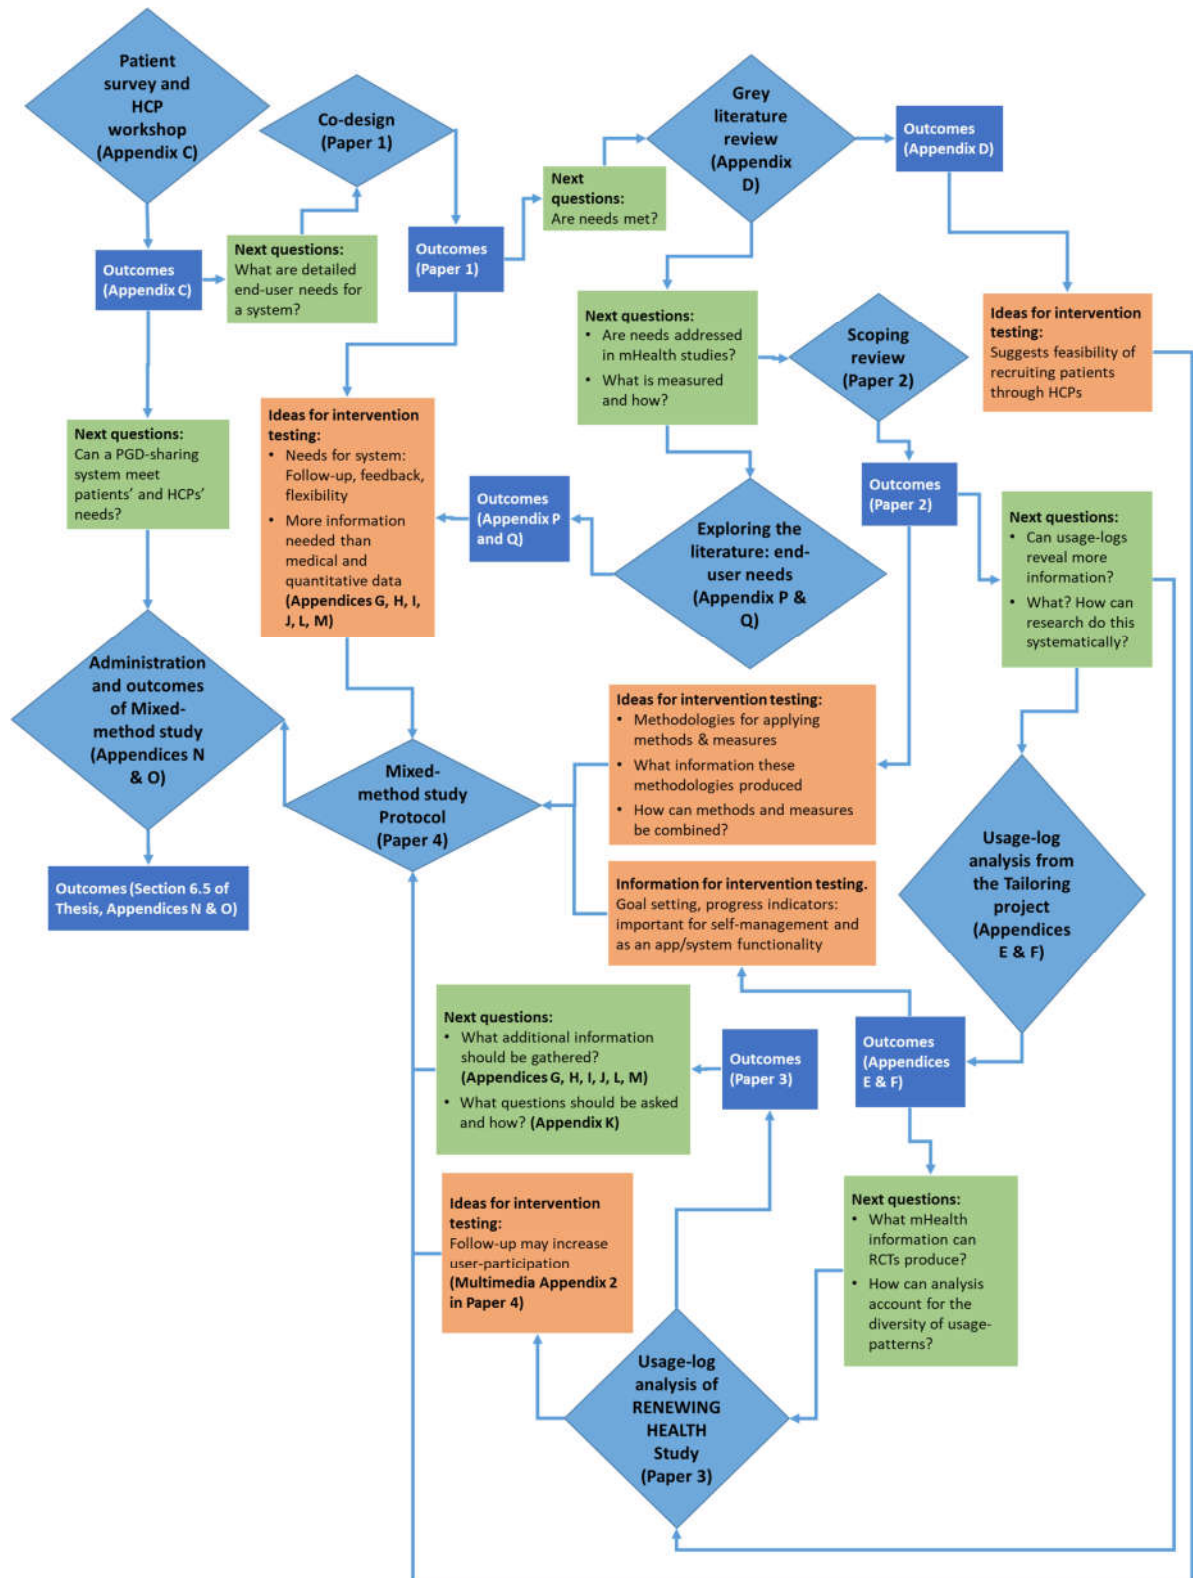 Patient
survey and
HCP
workshop
(Appendix C)
Co-design
(Paper 1)
Grey
literature
review
(Appendix
D)
Outcomes
(Appendix D)
Next
questions:
Are needs met?
Outcomes
(Appendix C)
Next questions:
What are detailed
end-user needs for
a system?
Outcomes
(Paper 1)
Next questions:
• Are needs addressed
in mHealth studies?
• What is measured
and how?
Scoping
review
(Paper 2)
Ideas for intervention
testing:
Suggests feasibility of
recruiting patients
through HCPs
Next questions:
Can a PGD-sharing
system meet
patients’ and HCPs’
needs?
Ideas for intervention
testing:
• Needs for system:
Follow-up, feedback,
flexibility
• More information
needed than
medical and
quantitative data
(Appendices G, H, I,
J, L, M)
Outcomes
(Appendix P
and Q)
Exploring the
literature: end-
user needs
(Appendix P &
Q)
Outcomes
(Paper 2)
Next questions:
• Can usage-logs
reveal more
information?
• What? How can
research do this
systematically?
Administration
and outcomes
of Mixed-
method study
(Appendices N
& O)
Mixed-
method study
Protocol
(Paper 4)
Ideas for intervention testing:
• Methodologies for applying
methods & measures
• What information these
methodologies produced
• How can methods and measures
be combined?
Usage-log
analysis from
the Tailoring
project
(Appendices
E & F)
Outcomes (Section 6.5 of
Thesis, Appendices N & O)
Information for intervention testing.
Goal setting, progress indicators:
important for self-management and
as an app/system functionality
Next questions:
• What additional information
should be gathered?
(Appendices G, H, I, J, L, M)
• What questions should be asked
and how? (Appendix K)
Outcomes
(Paper 3)
Outcomes
(Appendices
E & F)
Ideas for intervention
testing:
Follow-up may increase
user-participation
(Multimedia Appendix 2
in Paper 4)
Next questions:
• What mHealth
information can
RCTs produce?
• How can analysis
account for the
diversity of usage-
patterns?
Usage-log
analysis of
RENEWING
HEALTH
Study
(Paper 3)